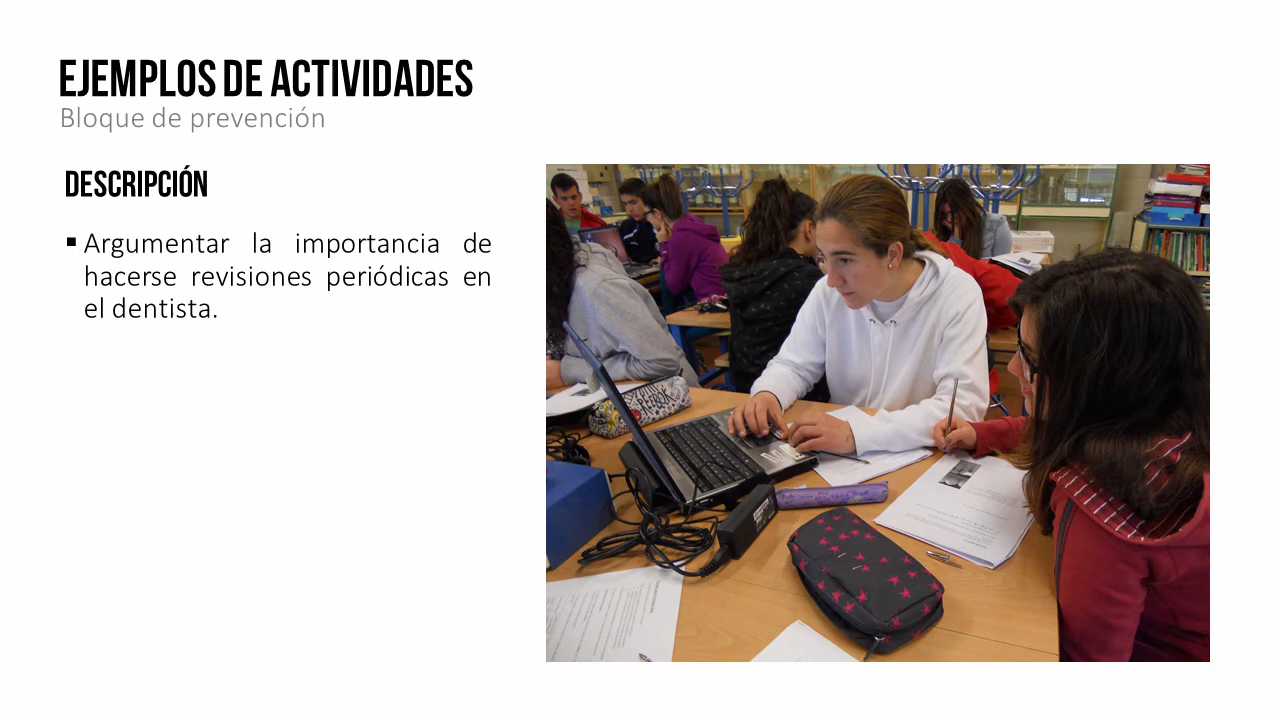 EJEMPLOS DE ACTIVIDADES
Bloque de prevención
DESCRIPCIÓN
▪ Argumentar la importancia de
hacerse revisiones periódicas en
el dentista.